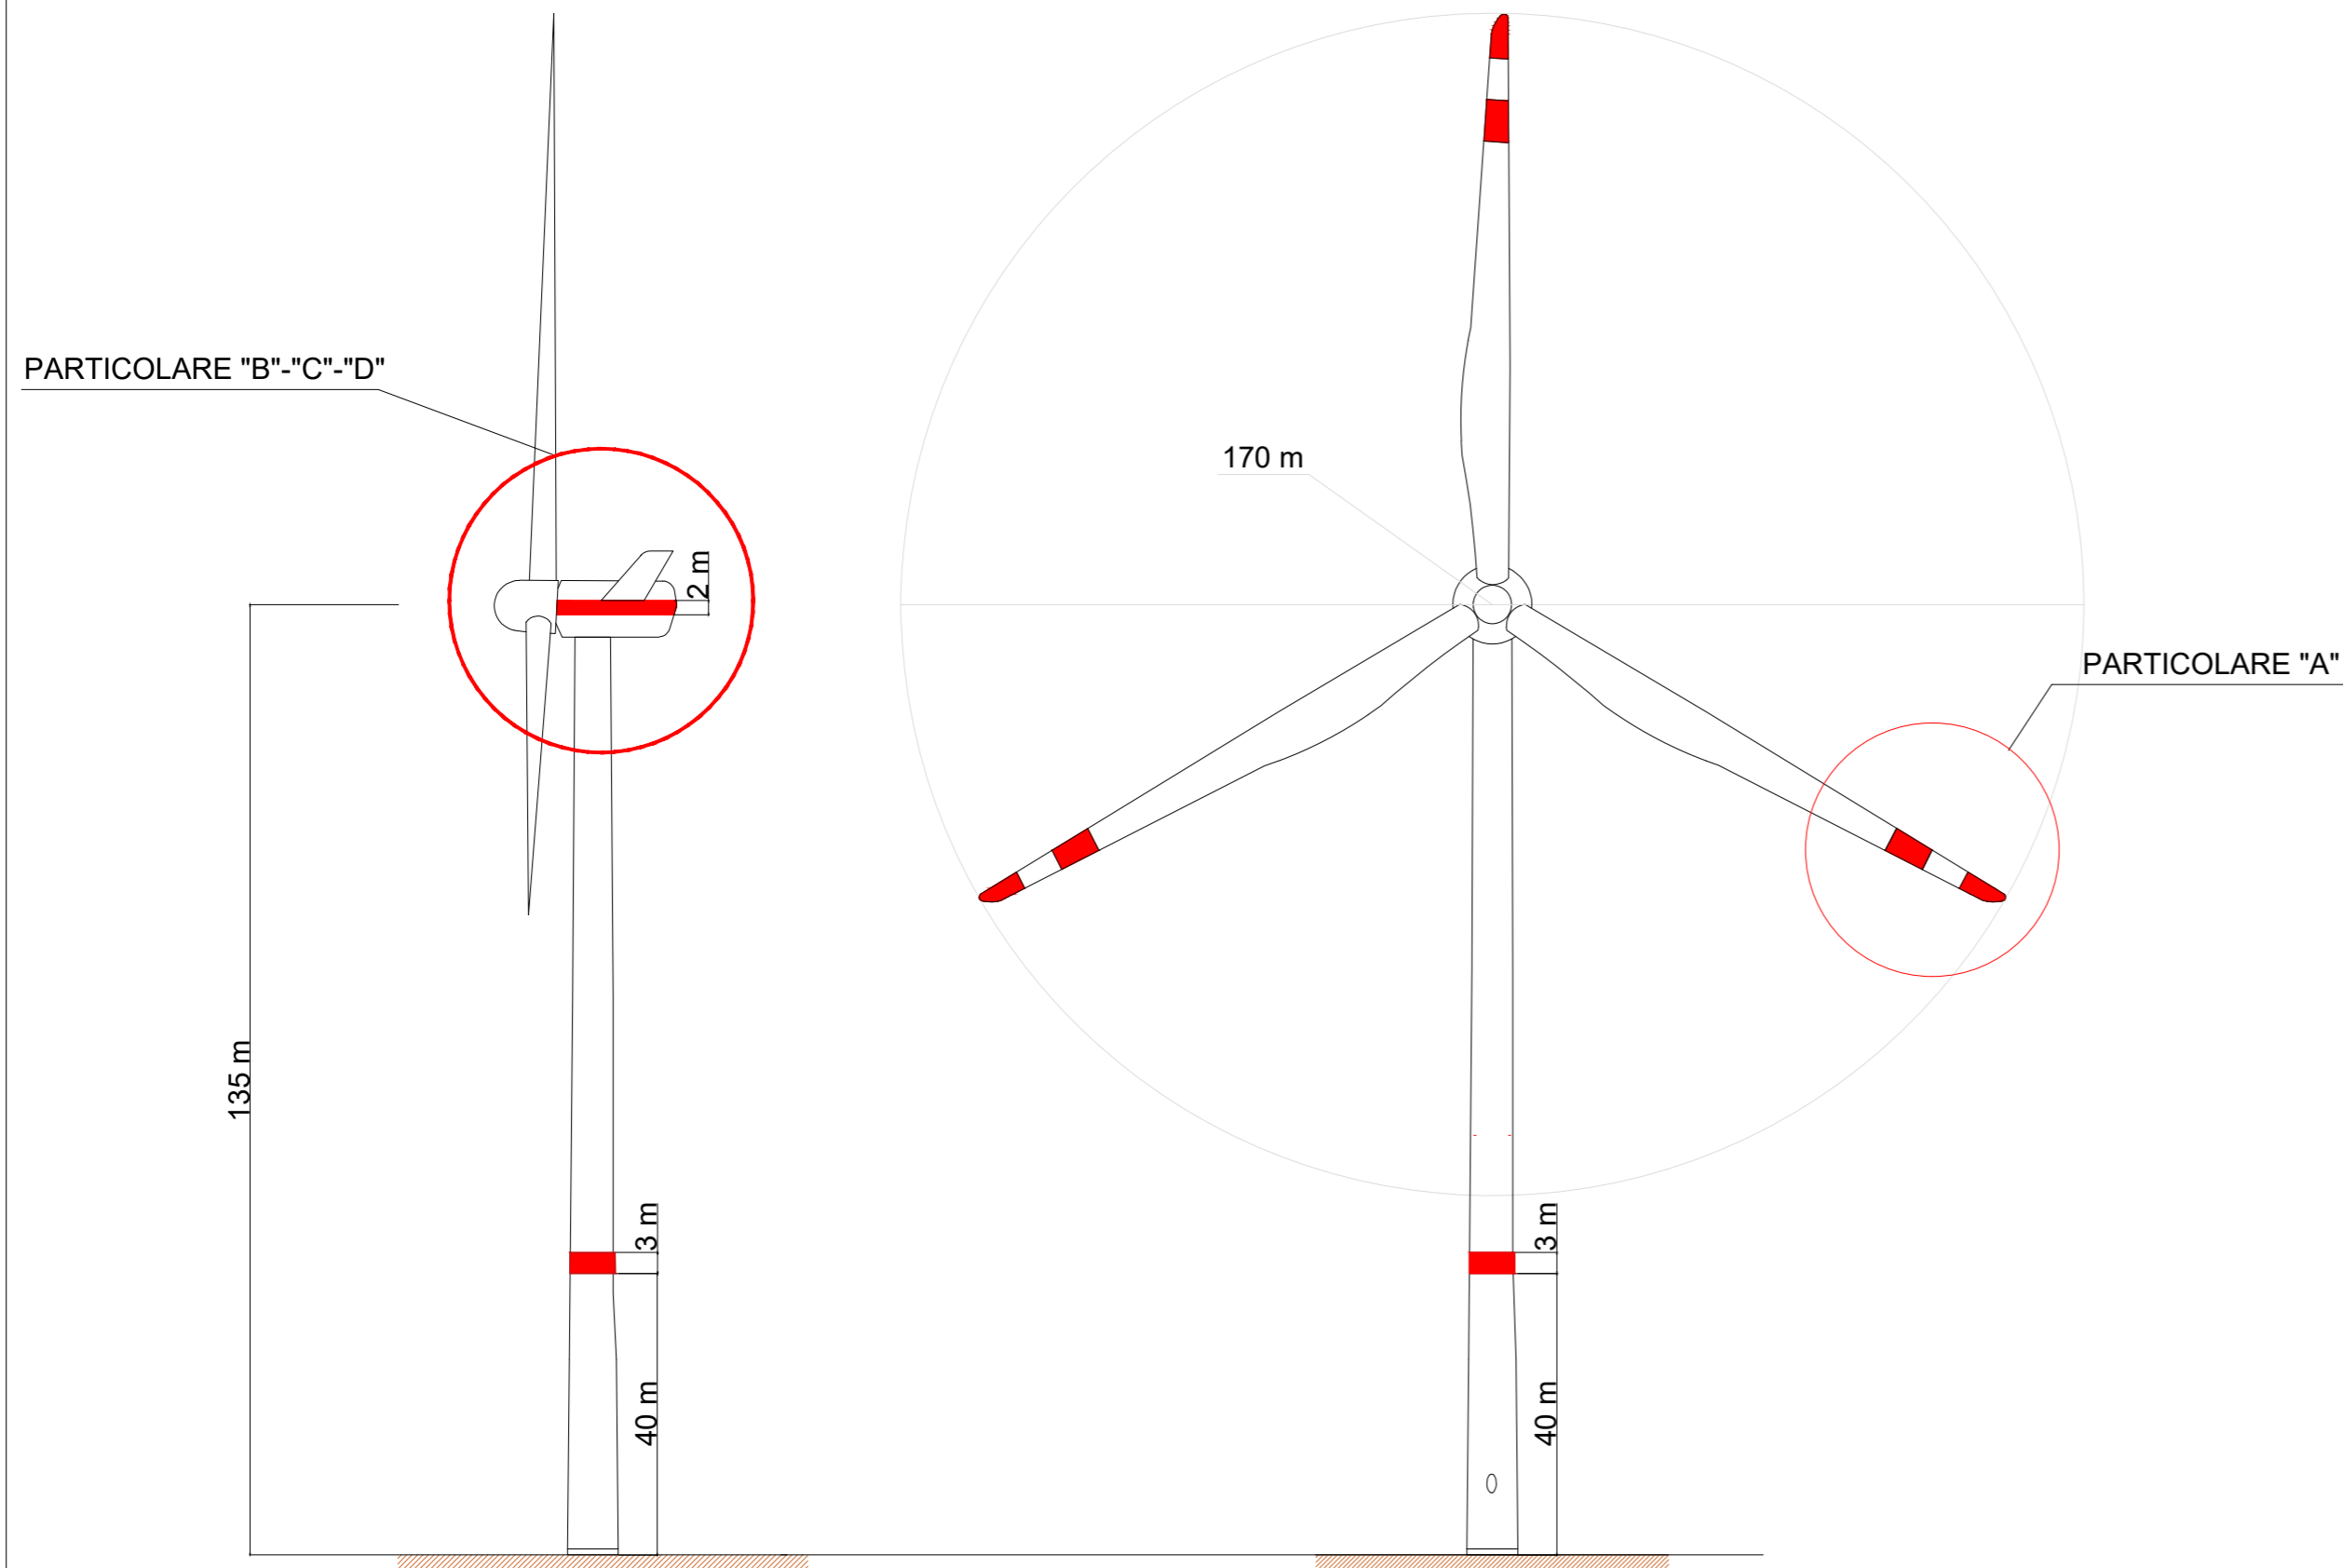 PARTICOLARE "B"-"C"-"D"
170 m
2 m
PARTICOLARE "A"
135 m
3 m
3 m
40 m
40 m